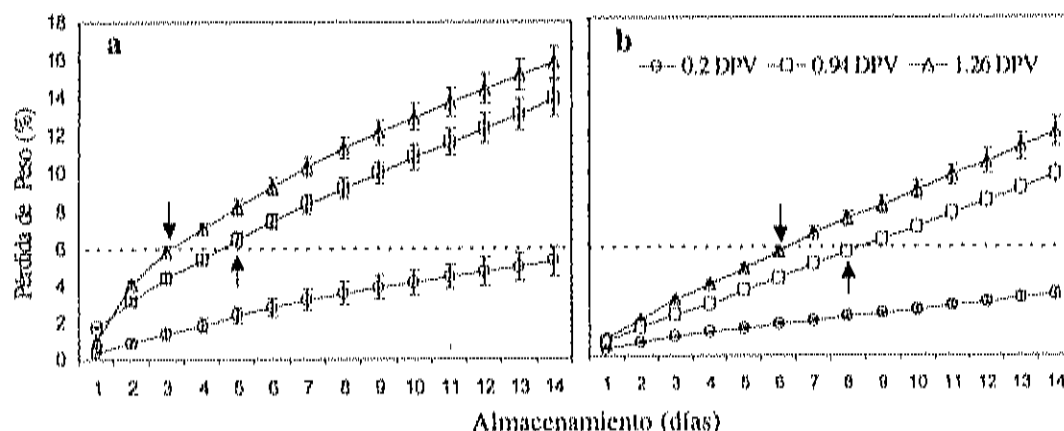 18
16
14
12
10
8
6
4
2
0
Pérdida de Peso (%)
a
b
0.2 DPV 0.94 DPV 1.26 DPV
1 2 3 4 5 6 7 8 9 10 11 12 13 14
1 2 3 4 5 6 7 8 9 10 11 12 13 14
Almacenamiento (días)